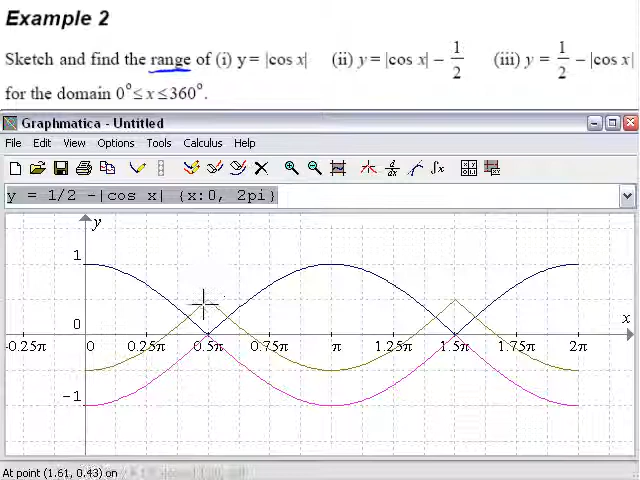 Example 2
Sketch and find the range of (i) y = |cos x| (ii) y = |cos x| − 1/2 (iii) y = 1/2 − |cos x|
for the domain 0° ≤ x ≤ 360°.
Graphmatica - Untitled
File Edit View Options Tools Calculus Help
y = 1/2 -|cos x| {x:0, 2pi}
y
1
0
x
-0.25π 0 0.25π 0.5π 0.75π π 1.25π 1.5π 1.75π 2π
-1
At point (1.61, 0.43) on